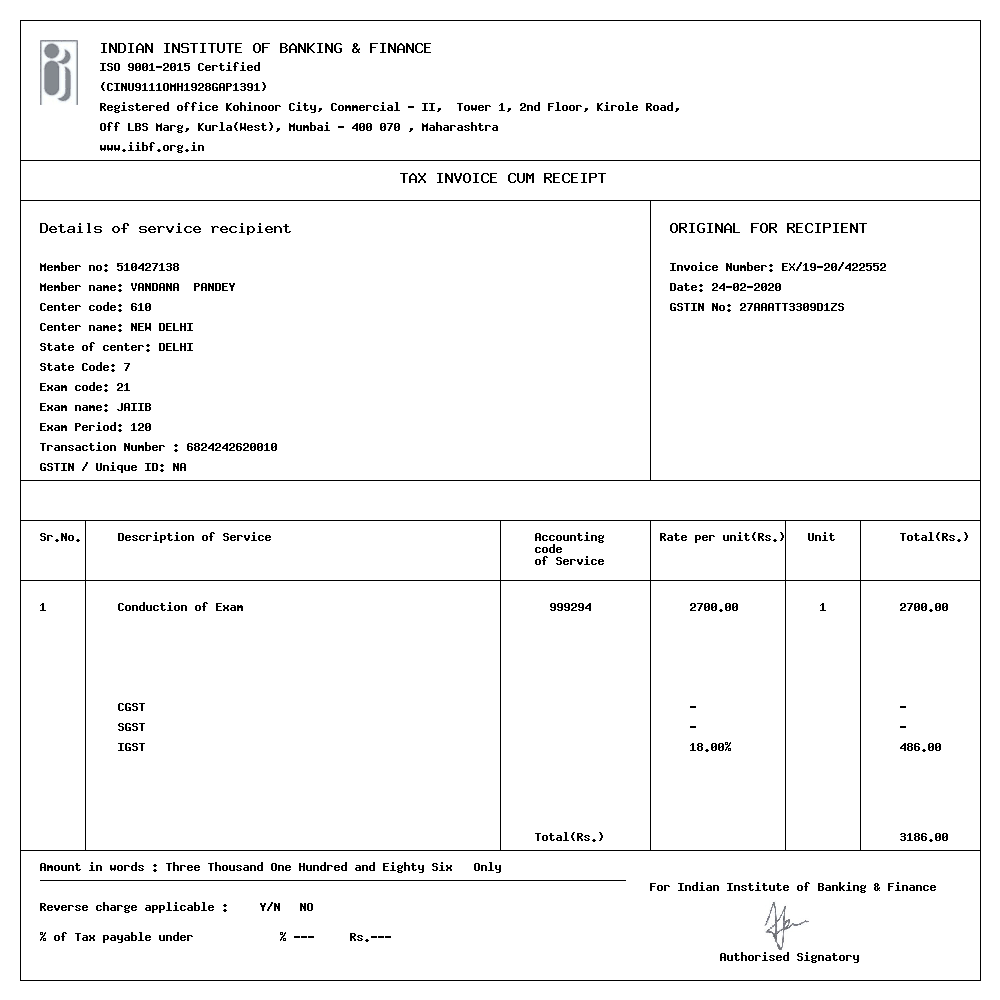 INDIAN INSTITUTE OF BANKING & FINANCE
ISO 9001-2015 Certified
(CINU91110MH1928GAP1391)
Registered office Kohinoor City, Commercial - II,  Tower 1, 2nd Floor, Kirole Road,
Off LBS Marg, Kurla(West), Mumbai - 400 070 , Maharashtra
www.iibf.org.in
TAX INVOICE CUM RECEIPT
Details of service recipient
Member no: 510427138
Member name: VANDANA  PANDEY
Center code: 610
Center name: NEW DELHI
State of center: DELHI
State Code: 7
Exam code: 21
Exam name: JAIIB
Exam Period: 120
Transaction Number : 6824242620010
GSTIN / Unique ID: NA
ORIGINAL FOR RECIPIENT
Invoice Number: EX/19-20/422552
Date: 24-02-2020
GSTIN No: 27AAATT3309D1ZS
Sr.No. Description of Service Accounting code of Service Rate per unit(Rs.) Unit Total(Rs.)
1 Conduction of Exam 999294 2700.00 1 2700.00
CGST - -
SGST - -
IGST 18.00% 486.00
Total(Rs.) 3186.00
Amount in words : Three Thousand One Hundred and Eighty Six   Only
Reverse charge applicable :    Y/N   NO
% of Tax payable under    % ---    Rs.---
For Indian Institute of Banking & Finance
Authorised Signatory